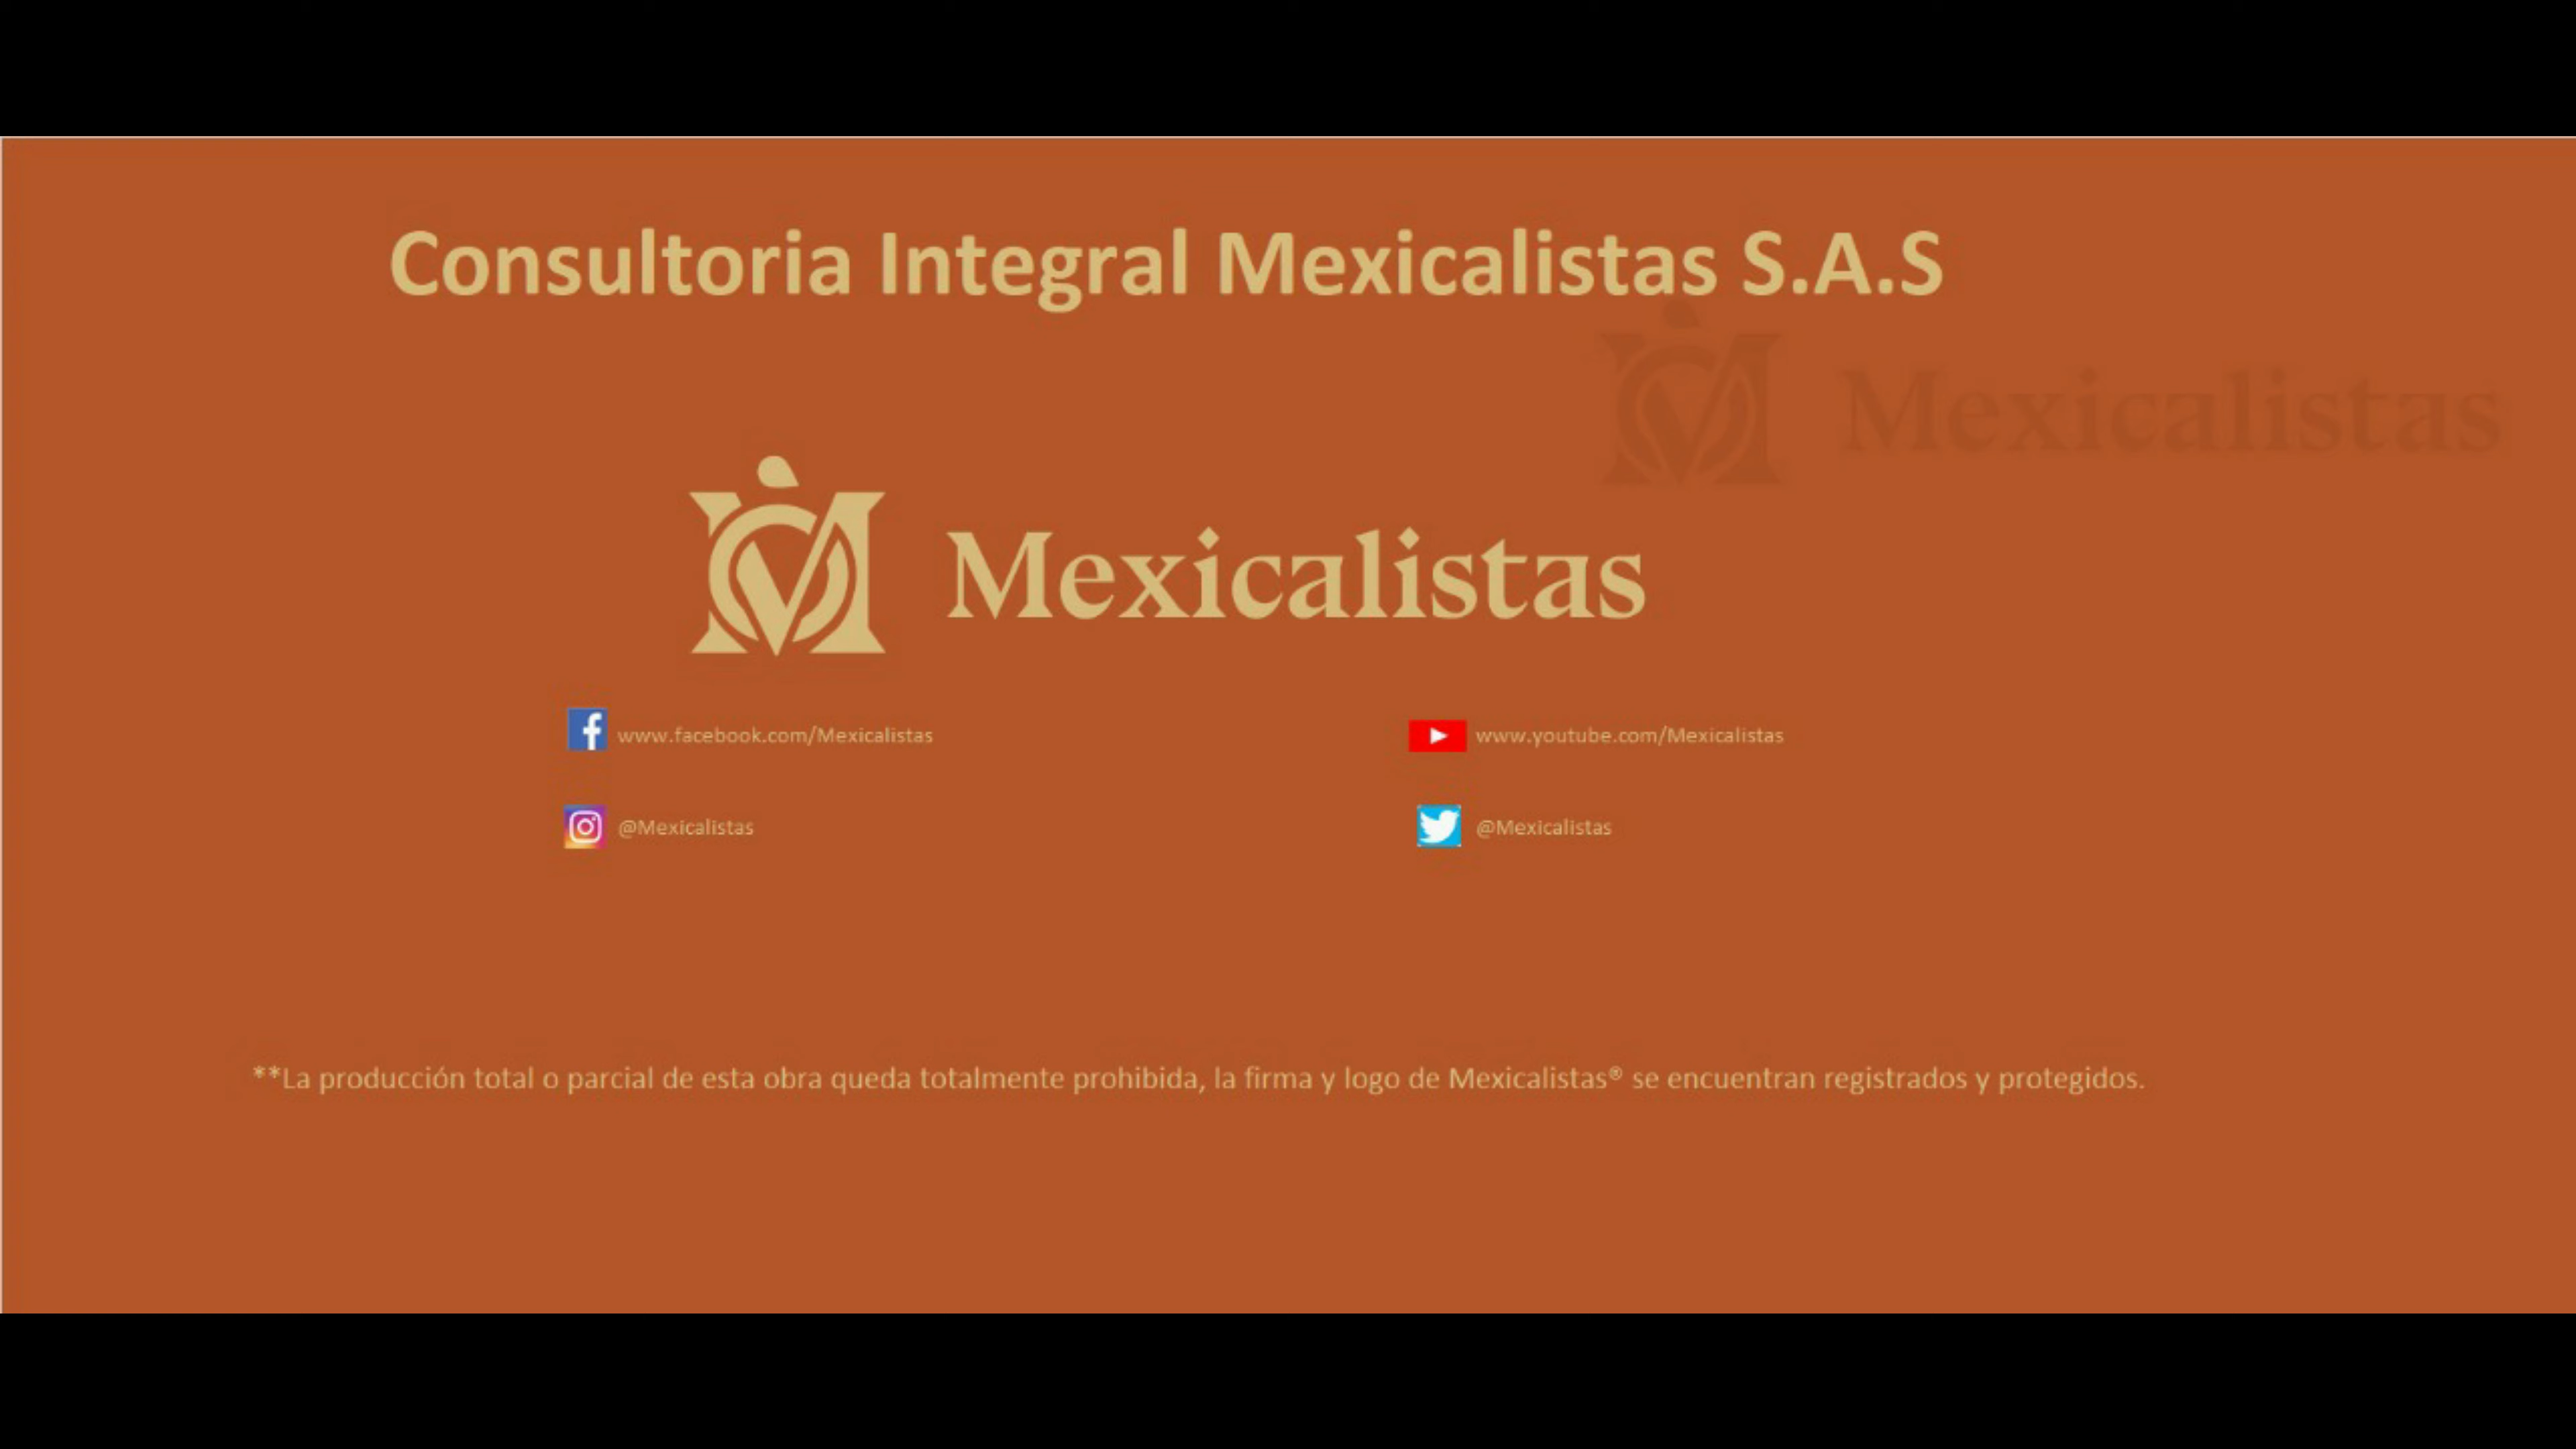 Consultoria Integral Mexicalistas S.A.S
Mexicalistas
Mexicalistas
www.facebook.com/Mexicalistas
www.youtube.com/Mexicalistas
@Mexicalistas
@Mexicalistas
**La producción total o parcial de esta obra queda totalmente prohibida, la firma y logo de Mexicalistas® se encuentran registrados y protegidos.